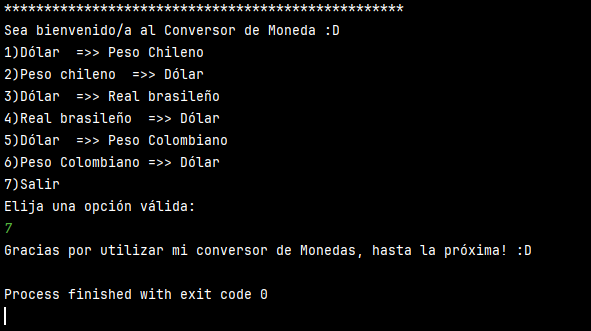 **************************************************
Sea bienvenido/a al Conversor de Moneda :D
1)Dólar  =>> Peso Chileno
2)Peso chileno  =>> Dólar
3)Dólar  =>> Real brasileño
4)Real brasileño  =>> Dólar
5)Dólar  =>> Peso Colombiano
6)Peso Colombiano =>> Dólar
7)Salir
Elija una opción válida:
7
Gracias por utilizar mi conversor de Monedas, hasta la próxima! :D
Process finished with exit code 0